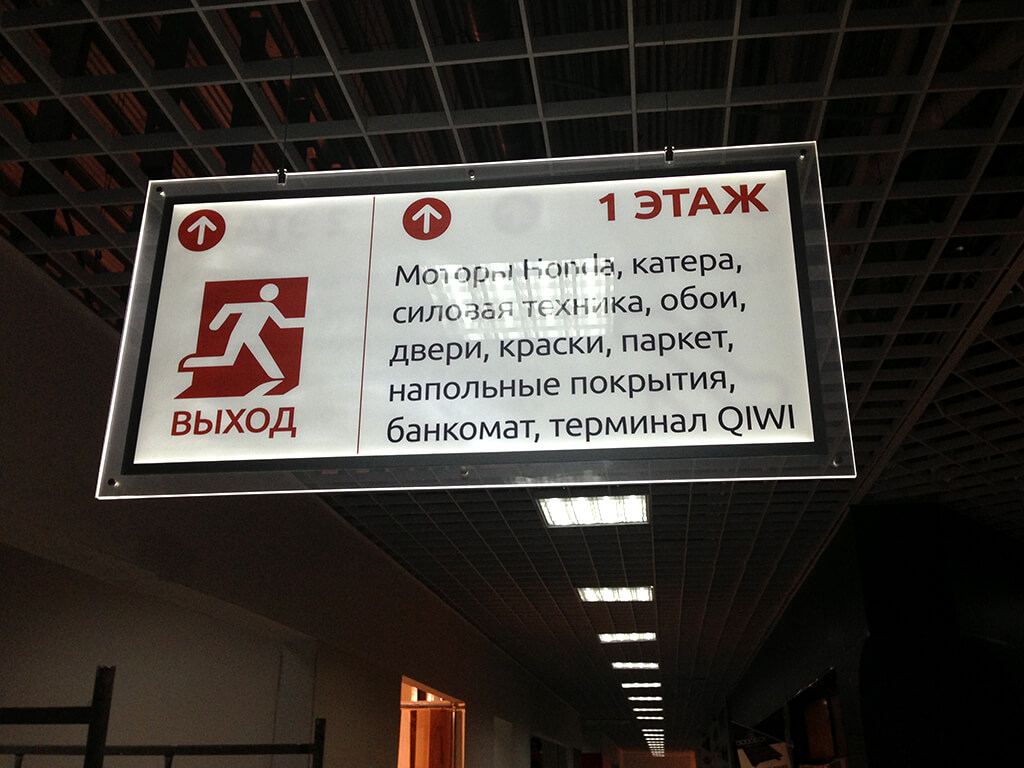 ВЫХОД
1 ЭТАЖ
Моторы Honda, катера,
силовая техника, обои,
двери, краски, паркет,
напольные покрытия,
банкомат, терминал QIWI